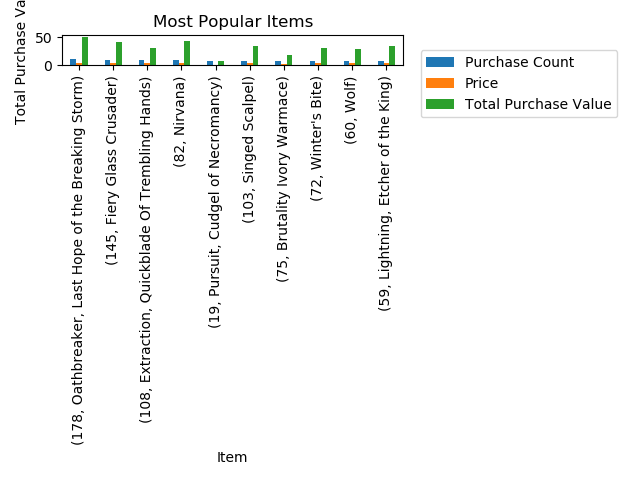 Most Popular Items
Total Purchase Va
50
0
Purchase Count
Price
Total Purchase Value
(178, Oathbreaker, Last Hope of the Breaking Storm)
(145, Fiery Glass Crusader)
(108, Extraction, Quickblade Of Trembling Hands)
(82, Nirvana)
(19, Pursuit, Cudgel of Necromancy)
(103, Singed Scalpel)
(75, Brutality Ivory Warmace)
(72, Winter's Bite)
(60, Wolf)
(59, Lightning, Etcher of the King)
Item